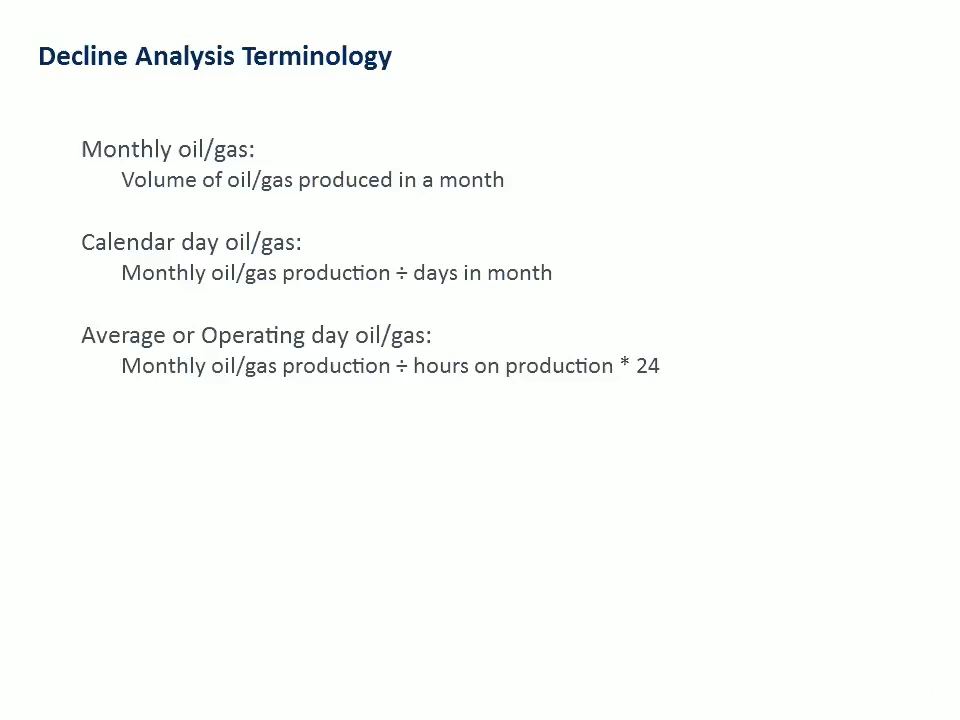 Decline Analysis Terminology
Monthly oil/gas:
Volume of oil/gas produced in a month
Calendar day oil/gas:
Monthly oil/gas production ÷ days in month
Average or Operating day oil/gas:
Monthly oil/gas production ÷ hours on production * 24